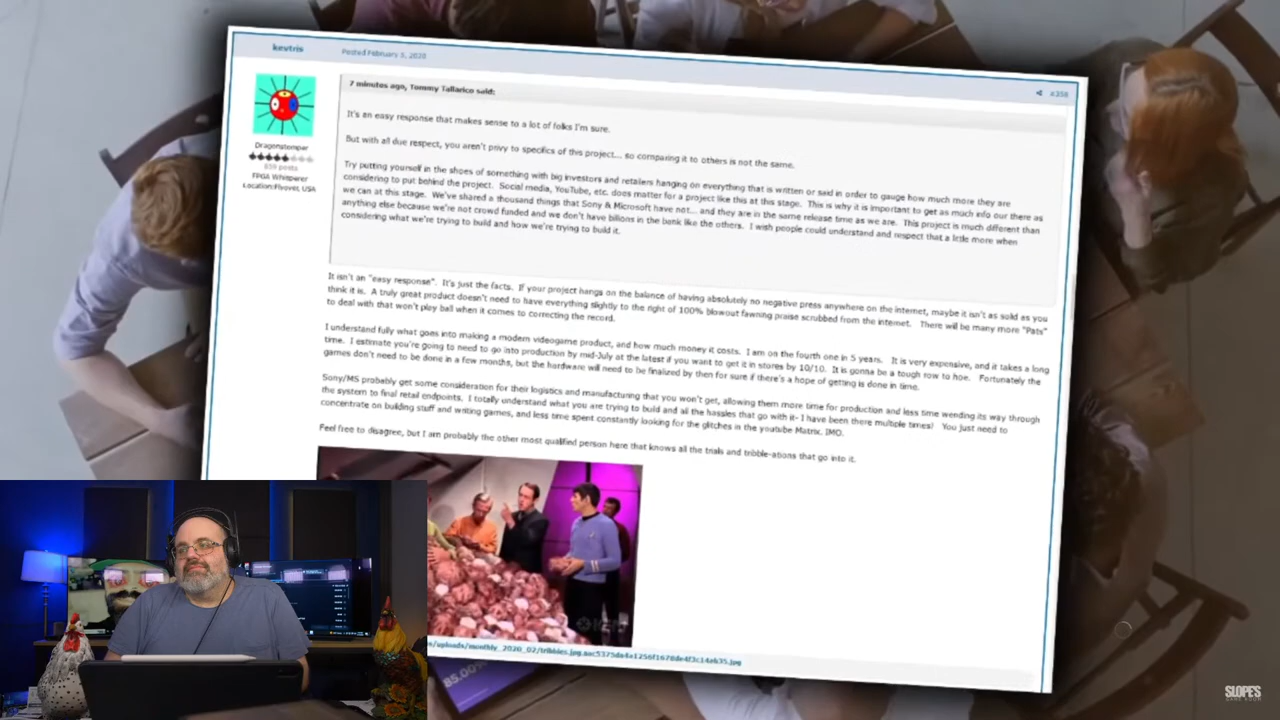 kevtris
Posted February 5, 2020
#358
Dragonstomper
659 posts
FPGA Whisperer
Location:Flyover, USA
7 minutes ago, Tommy Tallarico said:
It's an easy response that makes sense to a lot of folks I'm sure.
But with all due respect, you aren't privy to specifics of this project... so comparing it to others is not the same.
Try putting yourself in the shoes of something with big investors and retailers hanging on everything that is written or said in order to gauge how much more they are
considering to put behind the project. Social media, YouTube, etc. does matter for a project like this at this stage. This is why it is important to get as much info out there as
we can at this stage. We've shared a thousand things that Sony & Microsoft have not... and they are in the same release time as we are. This project is much different than
anything else because we're not crowd funded and we don't have billions in the bank like the others. I wish people could understand and respect that a little more when
considering what we're trying to build and how we're trying to build it.
It isn't an "easy response". It's just the facts. If your project hangs on the balance of having absolutely no negative press anywhere on the internet, maybe it isn't as solid as you
think it is. A truly great product doesn't need to have everything slightly to the right of 100% blowout fawning praise scrubbed from the internet. There will be many more "Pats"
to deal with that won't play ball when it comes to correcting the record.
I understand fully what goes into making a modern videogame product, and how much money it costs. I am on the fourth one in 5 years. It is very expensive, and it takes a long
time. I estimate you're going to need to go into production by mid-July at the latest if you want to get it in stores by 10/10. It is gonna be a tough row to hoe. Fortunately the
games don't need to be done in a few months, but the hardware will need to be finalized by then for sure if there's a hope of getting is done in time.
Sony/MS probably get some consideration for their logistics and manufacturing that you won't get, allowing them more time for production and less time wending its way through
the system to final retail endpoints. I totally understand what you are trying to build and all the hassles that go with it- I have been there multiple times! You just need to
concentrate on building stuff and writing games, and less time spent constantly looking for the glitches in the youtube Matrix. IMO.
Feel free to disagree, but I am probably the other most qualified person here that knows all the trials and tribble-ations that go into it.
85.00%
SLOPES
GAME ROOM